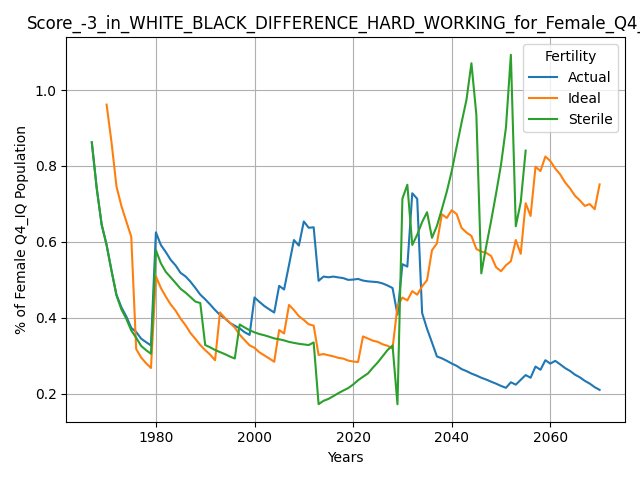 Score_-3_in_WHITE_BLACK_DIFFERENCE_HARD_WORKING_for_Female_Q4_
% of Female Q4_IQ Population
1.0
0.8
0.6
0.4
0.2
Fertility
Actual
Ideal
Sterile
1980
2000
2020
2040
2060
Years